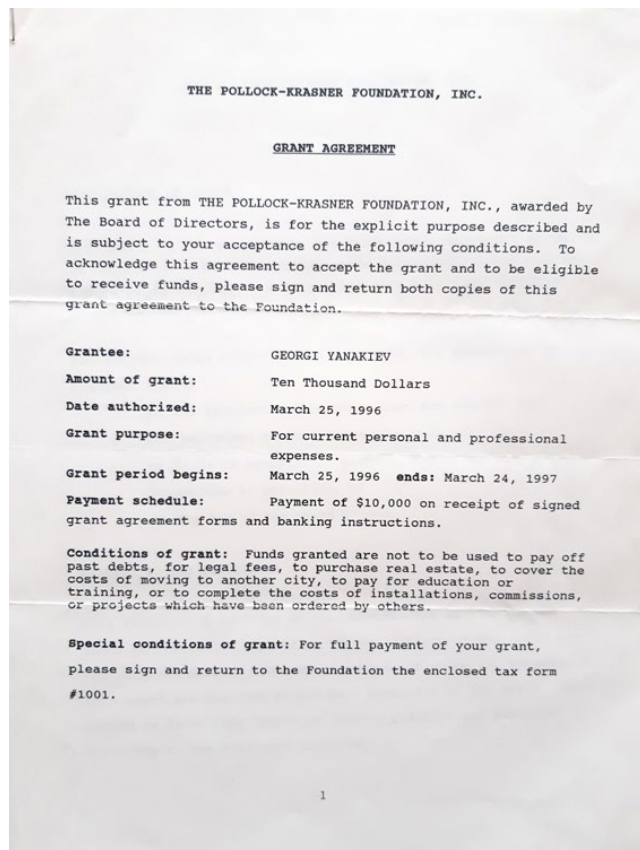 THE POLLOCK-KRASNER FOUNDATION, INC.
GRANT AGREEMENT
This grant from THE POLLOCK-KRASNER FOUNDATION, INC., awarded by
The Board of Directors, is for the explicit purpose described and
is subject to your acceptance of the following conditions. To
acknowledge this agreement to accept the grant and to be eligible
to receive funds, please sign and return both copies of this
grant agreement to the Foundation.
Grantee: GEORGI YANAKIEV
Amount of grant: Ten Thousand Dollars
Date authorized: March 25, 1996
Grant purpose: For current personal and professional
expenses.
Grant period begins: March 25, 1996 ends: March 24, 1997
Payment schedule: Payment of $10,000 on receipt of signed
grant agreement forms and banking instructions.
Conditions of grant: Funds granted are not to be used to pay off
past debts, for legal fees, to purchase real estate, to cover the
costs of moving to another city, to pay for education or
training, or to complete the costs of installations, commissions,
or projects which have been ordered by others.
Special conditions of grant: For full payment of your grant,
please sign and return to the Foundation the enclosed tax form
#1001.
1